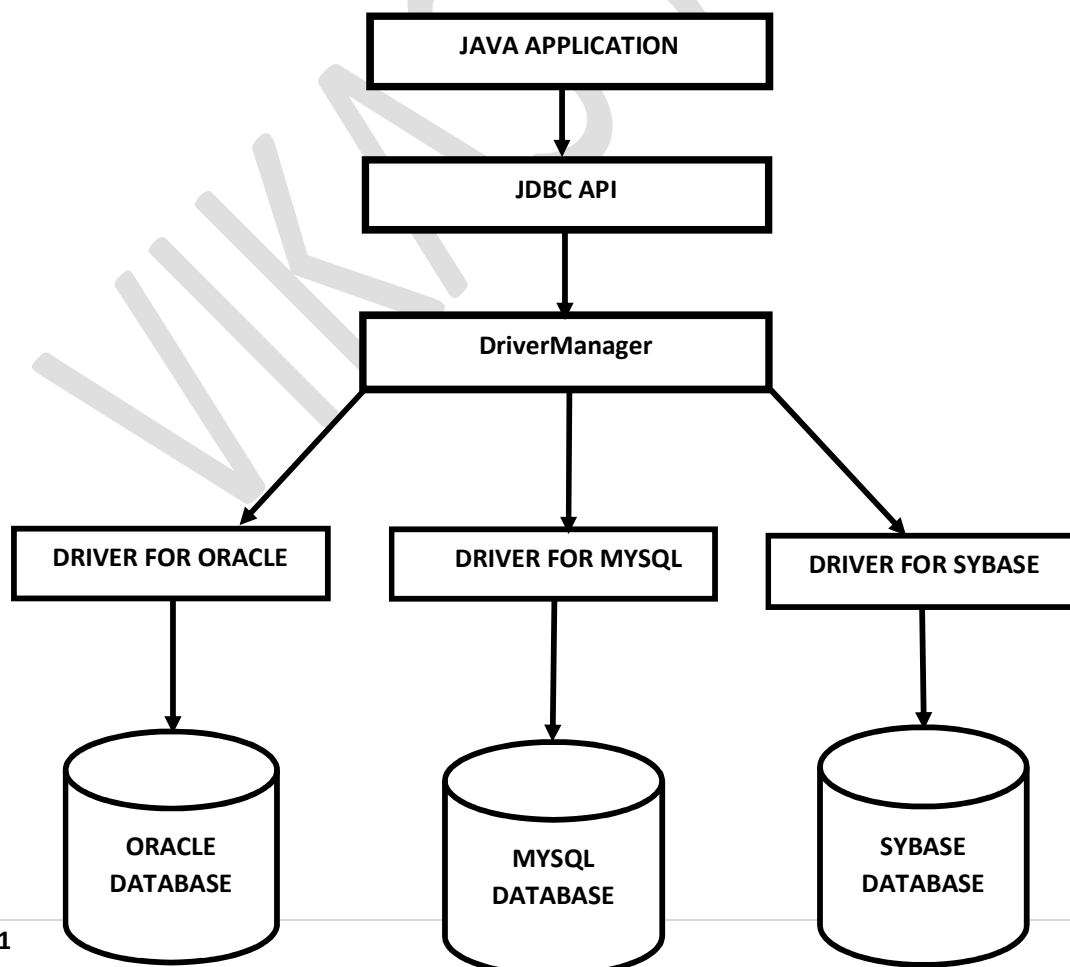 JAVA APPLICATION
JDBC API
DriverManager
DRIVER FOR ORACLE
DRIVER FOR MYSQL
DRIVER FOR SYBASE
ORACLE
DATABASE
MYSQL
DATABASE
SYBASE
DATABASE
1